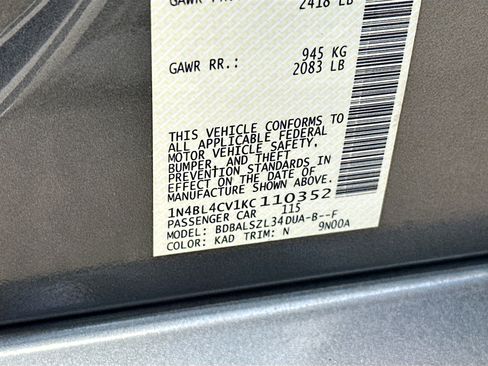 GAWR FR.:
2418 LB
GAWR RR.: 945 KG
2083 LB
THIS VEHICLE CONFORMS TO
ALL APPLICABLE FEDERAL
MOTOR VEHICLE SAFETY,
BUMPER, AND THEFT
PREVENTION STANDARDS IN
EFFECT ON THE DATE OF
MANUFACTURE SHOWN ABOVE.
1N4BL4CV1KC110352
PASSENGER CAR 115
MODEL: BDBALSZL34DUA-B--F
COLOR: KAD TRIM: N 9N00A